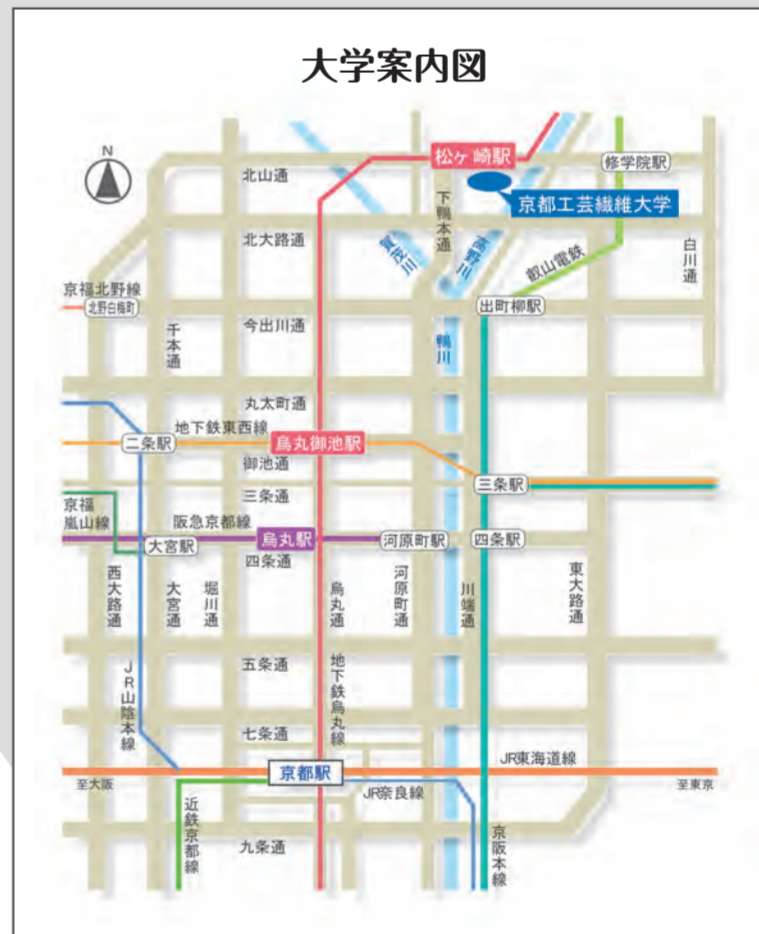 大学案内図
N
松ヶ崎駅
修学院駅
北山通
京都工芸繊維大学
下鴨本通
北大路通
賀茂川
高野川
叡山電鉄
白川通
京福北野線
北野白梅町
出町柳駅
今出川通
千本通
鴨川
丸太町通
地下鉄東西線
二条駅
烏丸御池駅
御池通
三条駅
三条通
京福
嵐山線
阪急京都線
大宮駅
烏丸駅
河原町駅
四条駅
四条通
西大路通
大宮通
堀川通
烏丸通
河原町通
川端通
東大路通
五条通
JR山陰本線
地下鉄烏丸線
七条通
JR東海道線
京都駅
至大阪
至東京
JR奈良線
近鉄京都線
九条通
京阪本線